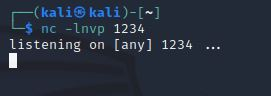 ┌──(kali㉿kali)-[~]
└─$ nc -lnvp 1234
listening on [any] 1234 ...